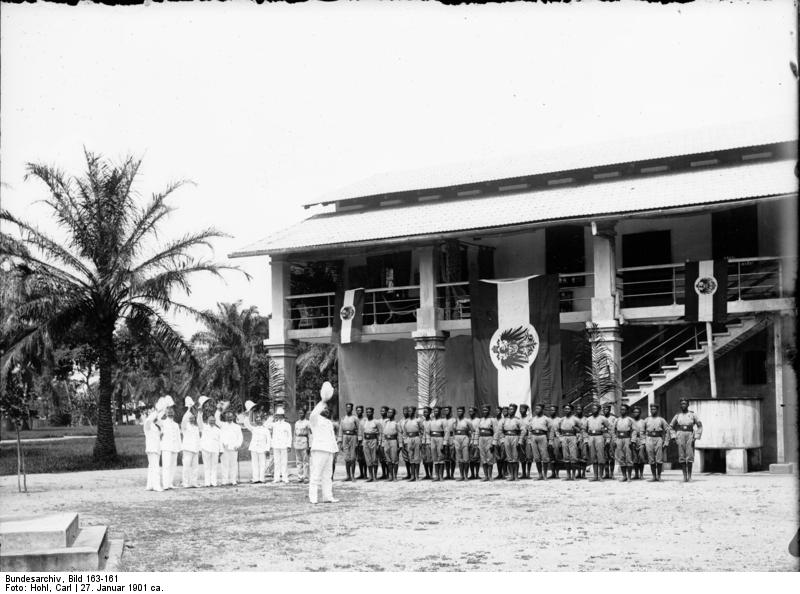 Bundesarchiv, Bild 163-161
Foto: Hohl, Carl | 27. Januar 1901 ca.